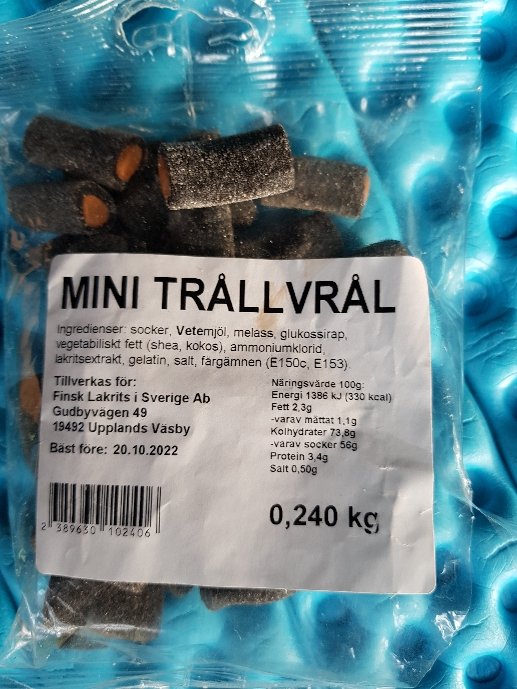 MINI TRÅLLVRÅL
Ingredienser: socker, Vetemjöl, melass, glukossirap,
vegetabiliskt fett (shea, kokos), ammoniumklorid,
lakritsextrakt, gelatin, salt, färgämnen (E150c, E153)
Tillverkas för:
Finsk Lakrits i Sverige Ab
Gudbyvägen 49
19492 Upplands Väsby
Bäst före: 20.10.2022
Näringsvärde 100g:
Energi 1386 kJ (330 kcal)
Fett 2,3g
-varav mättat 1,1g
Kolhydrater 73,8g
-varav socker 56g
Protein 3,4g
Salt 0,50g
2 389630 102406
0,240 kg